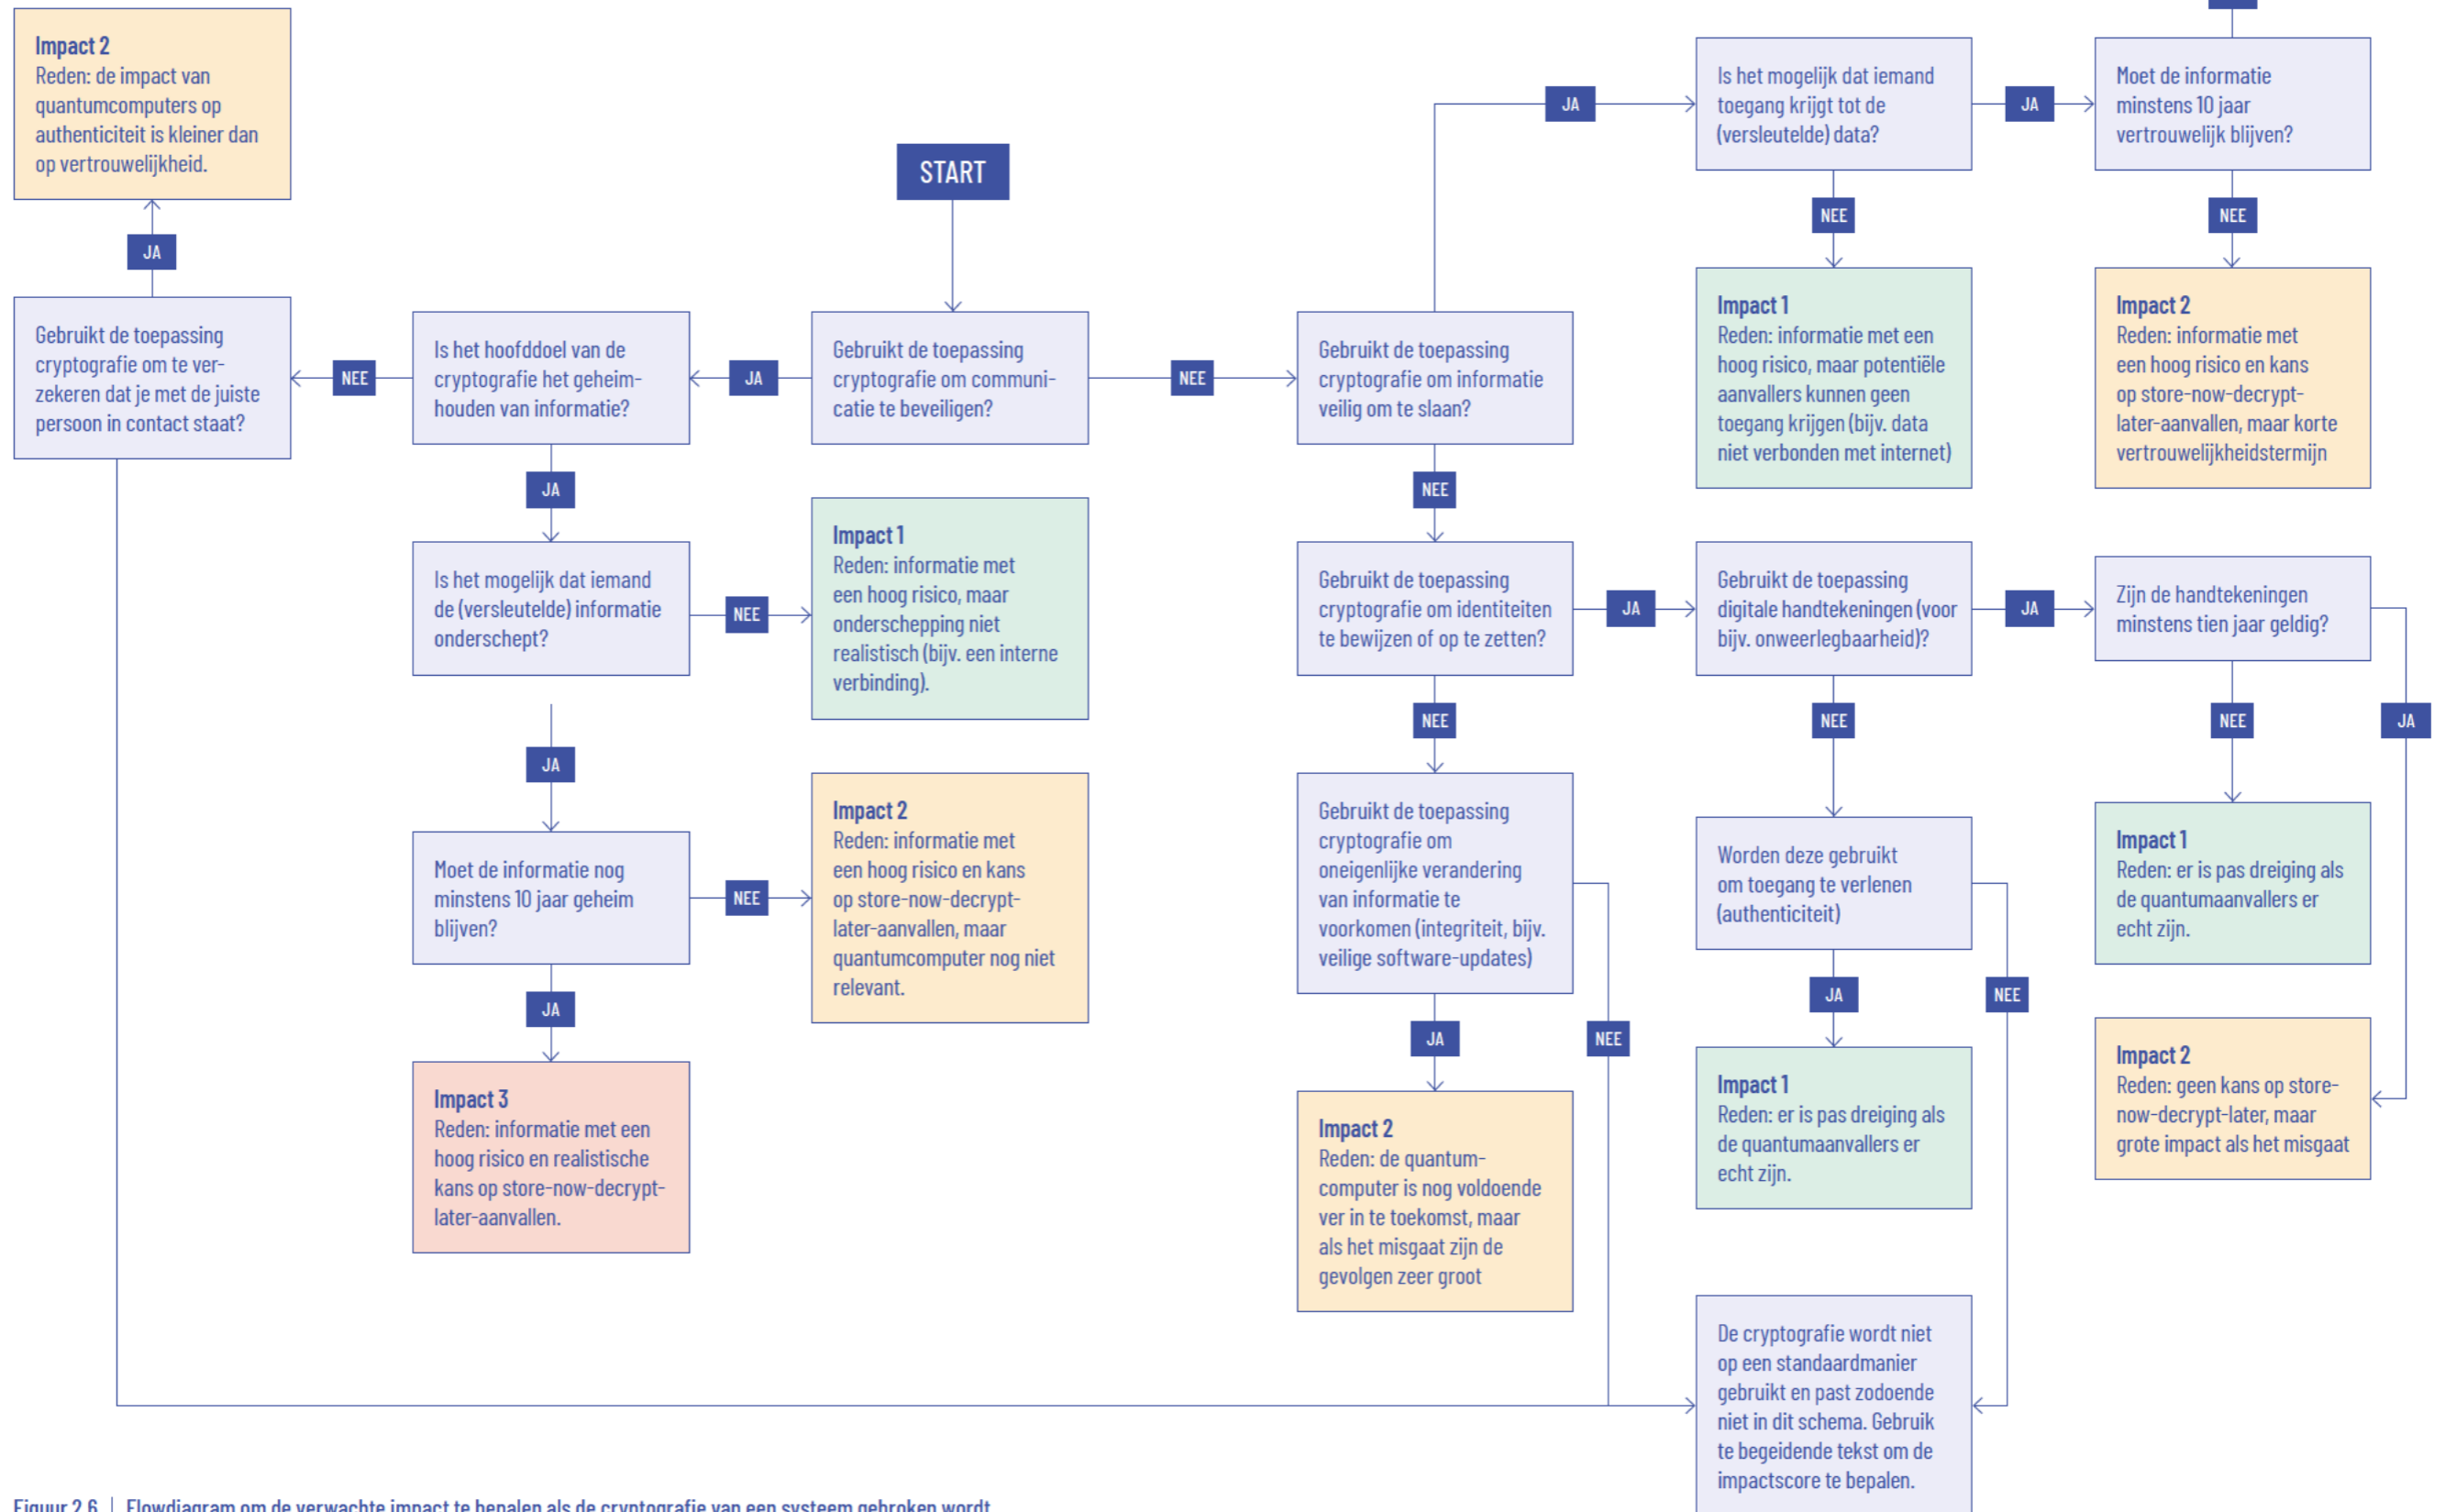 Impact 2
Reden: de impact van
quantumcomputers op
authenticiteit is kleiner dan
op vertrouwelijkheid.
JA
Gebruikt de toepassing
cryptografie om te ver-
zekeren dat je met de juiste
persoon in contact staat?
NEE
Is het hoofddoel van de
cryptografie het geheim-
houden van informatie?
JA
START
Gebruikt de toepassing
cryptografie om communi-
catie te beveiligen?
NEE
Gebruikt de toepassing
cryptografie om informatie
veilig om te slaan?
JA
Is het mogelijk dat iemand
toegang krijgt tot de
(versleutelde) data?
JA
Moet de informatie
minstens 10 jaar
vertrouwelijk blijven?
NEE
Impact 1
Reden: informatie met een
hoog risico, maar potentiële
aanvallers kunnen geen
toegang krijgen (bijv. data
niet verbonden met internet)
NEE
Impact 2
Reden: informatie met
een hoog risico en kans
op store-now-decrypt-
later-aanvallen, maar korte
vertrouwelijkheidstermijn
JA
Is het mogelijk dat iemand
de (versleutelde) informatie
onderschept?
NEE
Impact 1
Reden: informatie met
een hoog risico, maar
onderschepping niet
realistisch (bijv. een interne
verbinding).
JA
Moet de informatie nog
minstens 10 jaar geheim
blijven?
NEE
Impact 2
Reden: informatie met
een hoog risico en kans
op store-now-decrypt-
later-aanvallen, maar
quantumcomputer nog niet
relevant.
JA
Impact 3
Reden: informatie met een
hoog risico en realistische
kans op store-now-decrypt-
later-aanvallen.
NEE
Gebruikt de toepassing
cryptografie om identiteiten
te bewijzen of op te zetten?
JA
Gebruikt de toepassing
digitale handtekeningen (voor
bijv. onweerlegbaarheid)?
JA
Zijn de handtekeningen
minstens tien jaar geldig?
NEE
Gebruikt de toepassing
cryptografie om
oneigenlijke verandering
van informatie te
voorkomen (integriteit, bijv.
veilige software-updates)
JA
NEE
Impact 2
Reden: de quantum-
computer is nog voldoende
ver in te toekomst, maar
als het misgaat zijn de
gevolgen zeer groot
NEE
Worden deze gebruikt
om toegang te verlenen
(authenticiteit)
JA
NEE
Impact 1
Reden: er is pas dreiging als
de quantumaanvallers er
echt zijn.
NEE
JA
Impact 1
Reden: er is pas dreiging als
de quantumaanvallers er
echt zijn.
Impact 2
Reden: geen kans op store-
now-decrypt-later, maar
grote impact als het misgaat
De cryptografie wordt niet
op een standaardmanier
gebruikt en past zodoende
niet in dit schema. Gebruik
te begeidende tekst om de
impactscore te bepalen.
Figuur 2.6 | Flowdiagram om de verwachte impact te bepalen als de cryptografie van een systeem gebroken wordt